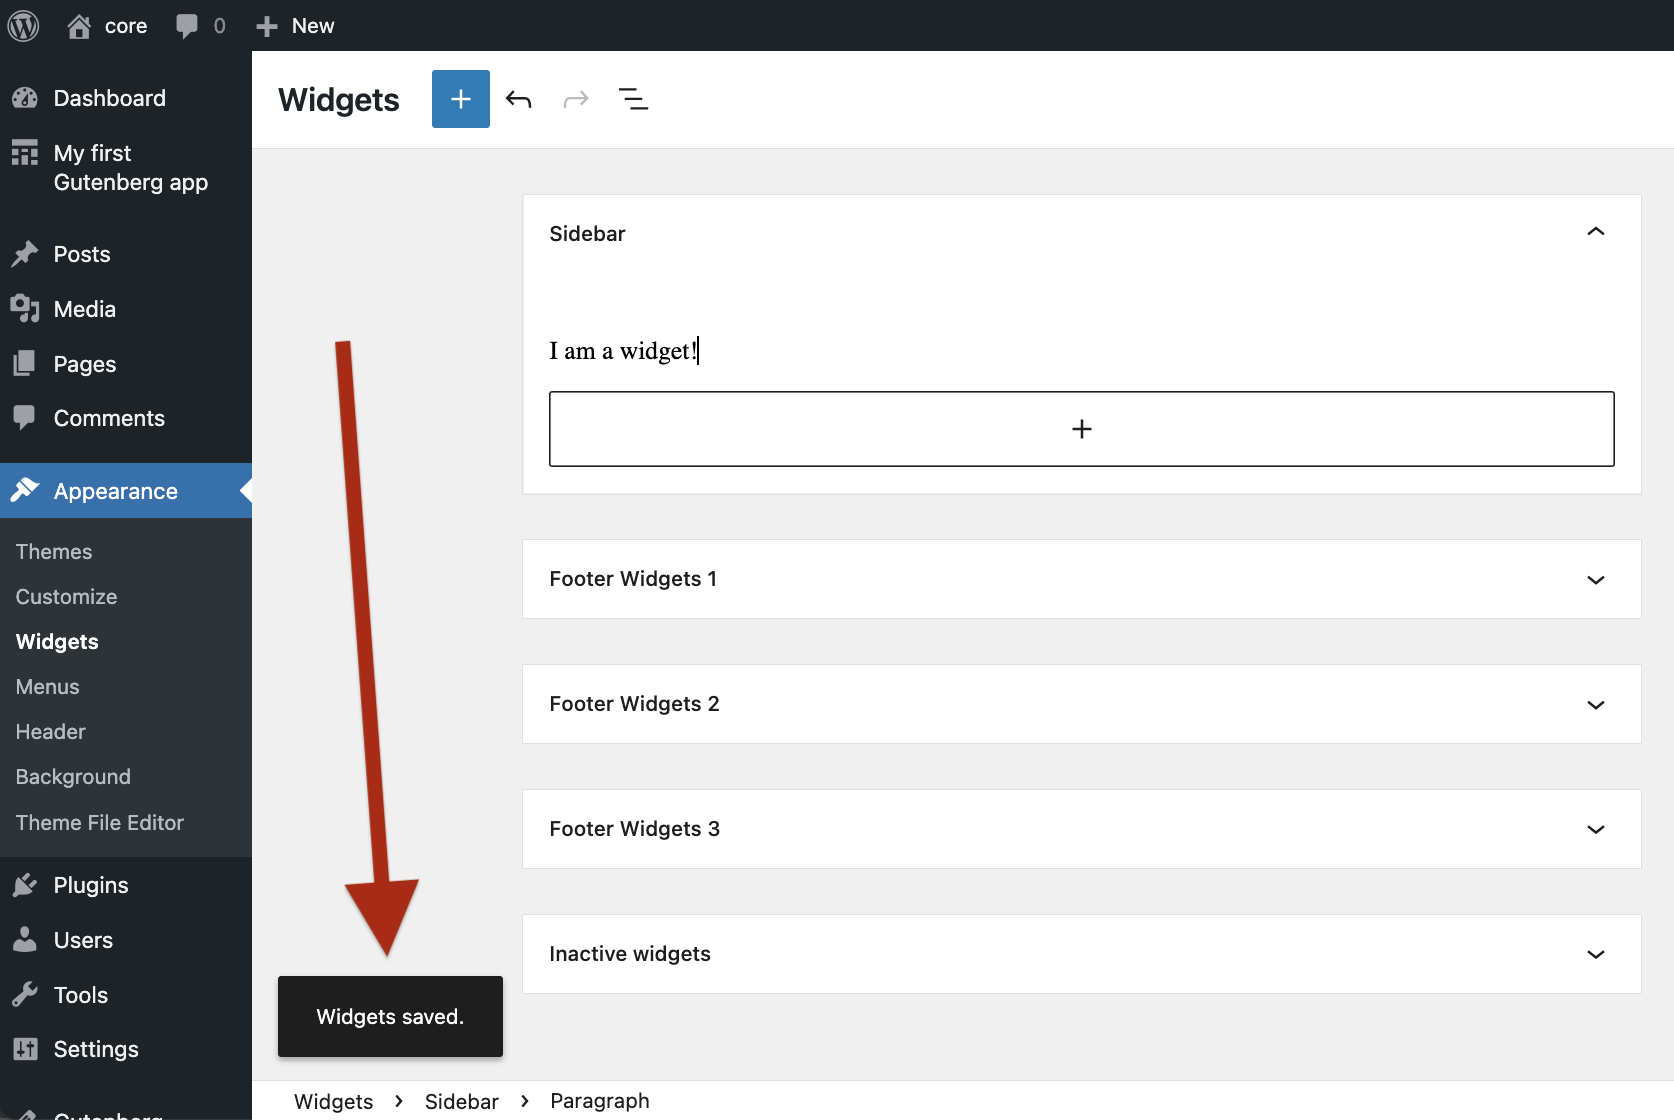 core
0
New
Dashboard
My first
Gutenberg app
Posts
Media
Pages
Comments
Appearance
Themes
Customize
Widgets
Menus
Header
Background
Theme File Editor
Plugins
Users
Tools
Settings
Gutenberg
Widgets
Sidebar
I am a widget!
Footer Widgets 1
Footer Widgets 2
Footer Widgets 3
Inactive widgets
Widgets saved.
Widgets › Sidebar › Paragraph